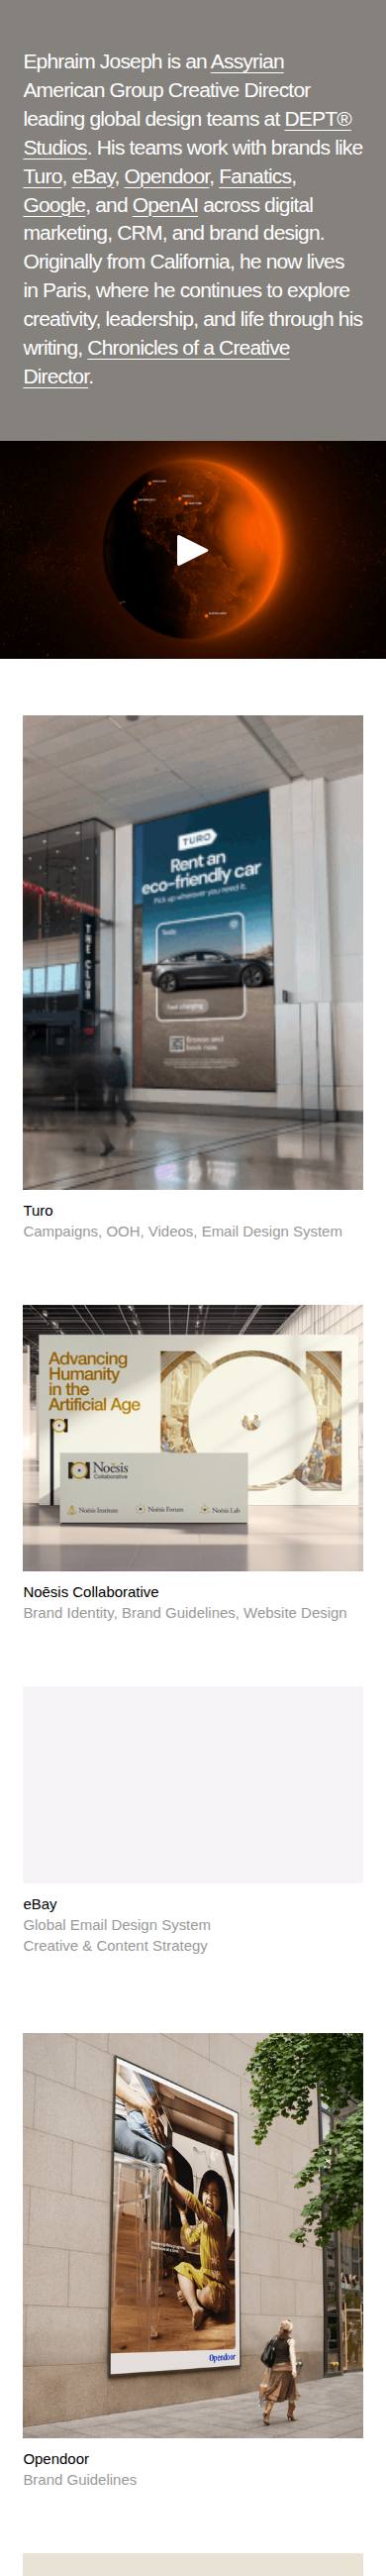 Ephraim Joseph is an Assyrian
American Group Creative Director
leading global design teams at DEPT®
Studios. His teams work with brands like
Turo, eBay, Opendoor, Fanatics,
Google, and OpenAI across digital
marketing, CRM, and brand design.
Originally from California, he now lives
in Paris, where he continues to explore
creativity, leadership, and life through his
writing, Chronicles of a Creative
Director.
TURO
Rent an
eco-friendly car
Pick up wherever you need it.
THE CLUB
Browse and
book now
Turo
Campaigns, OOH, Videos, Email Design System
Advancing
Humanity
in the
Artificial Age
Noēsis
Collaborative
Noēsis Institute
Noēsis Forum
Noēsis Lab
Noēsis Collaborative
Brand Identity, Brand Guidelines, Website Design
eBay
Global Email Design System
Creative & Content Strategy
Opendoor
Opendoor
Brand Guidelines